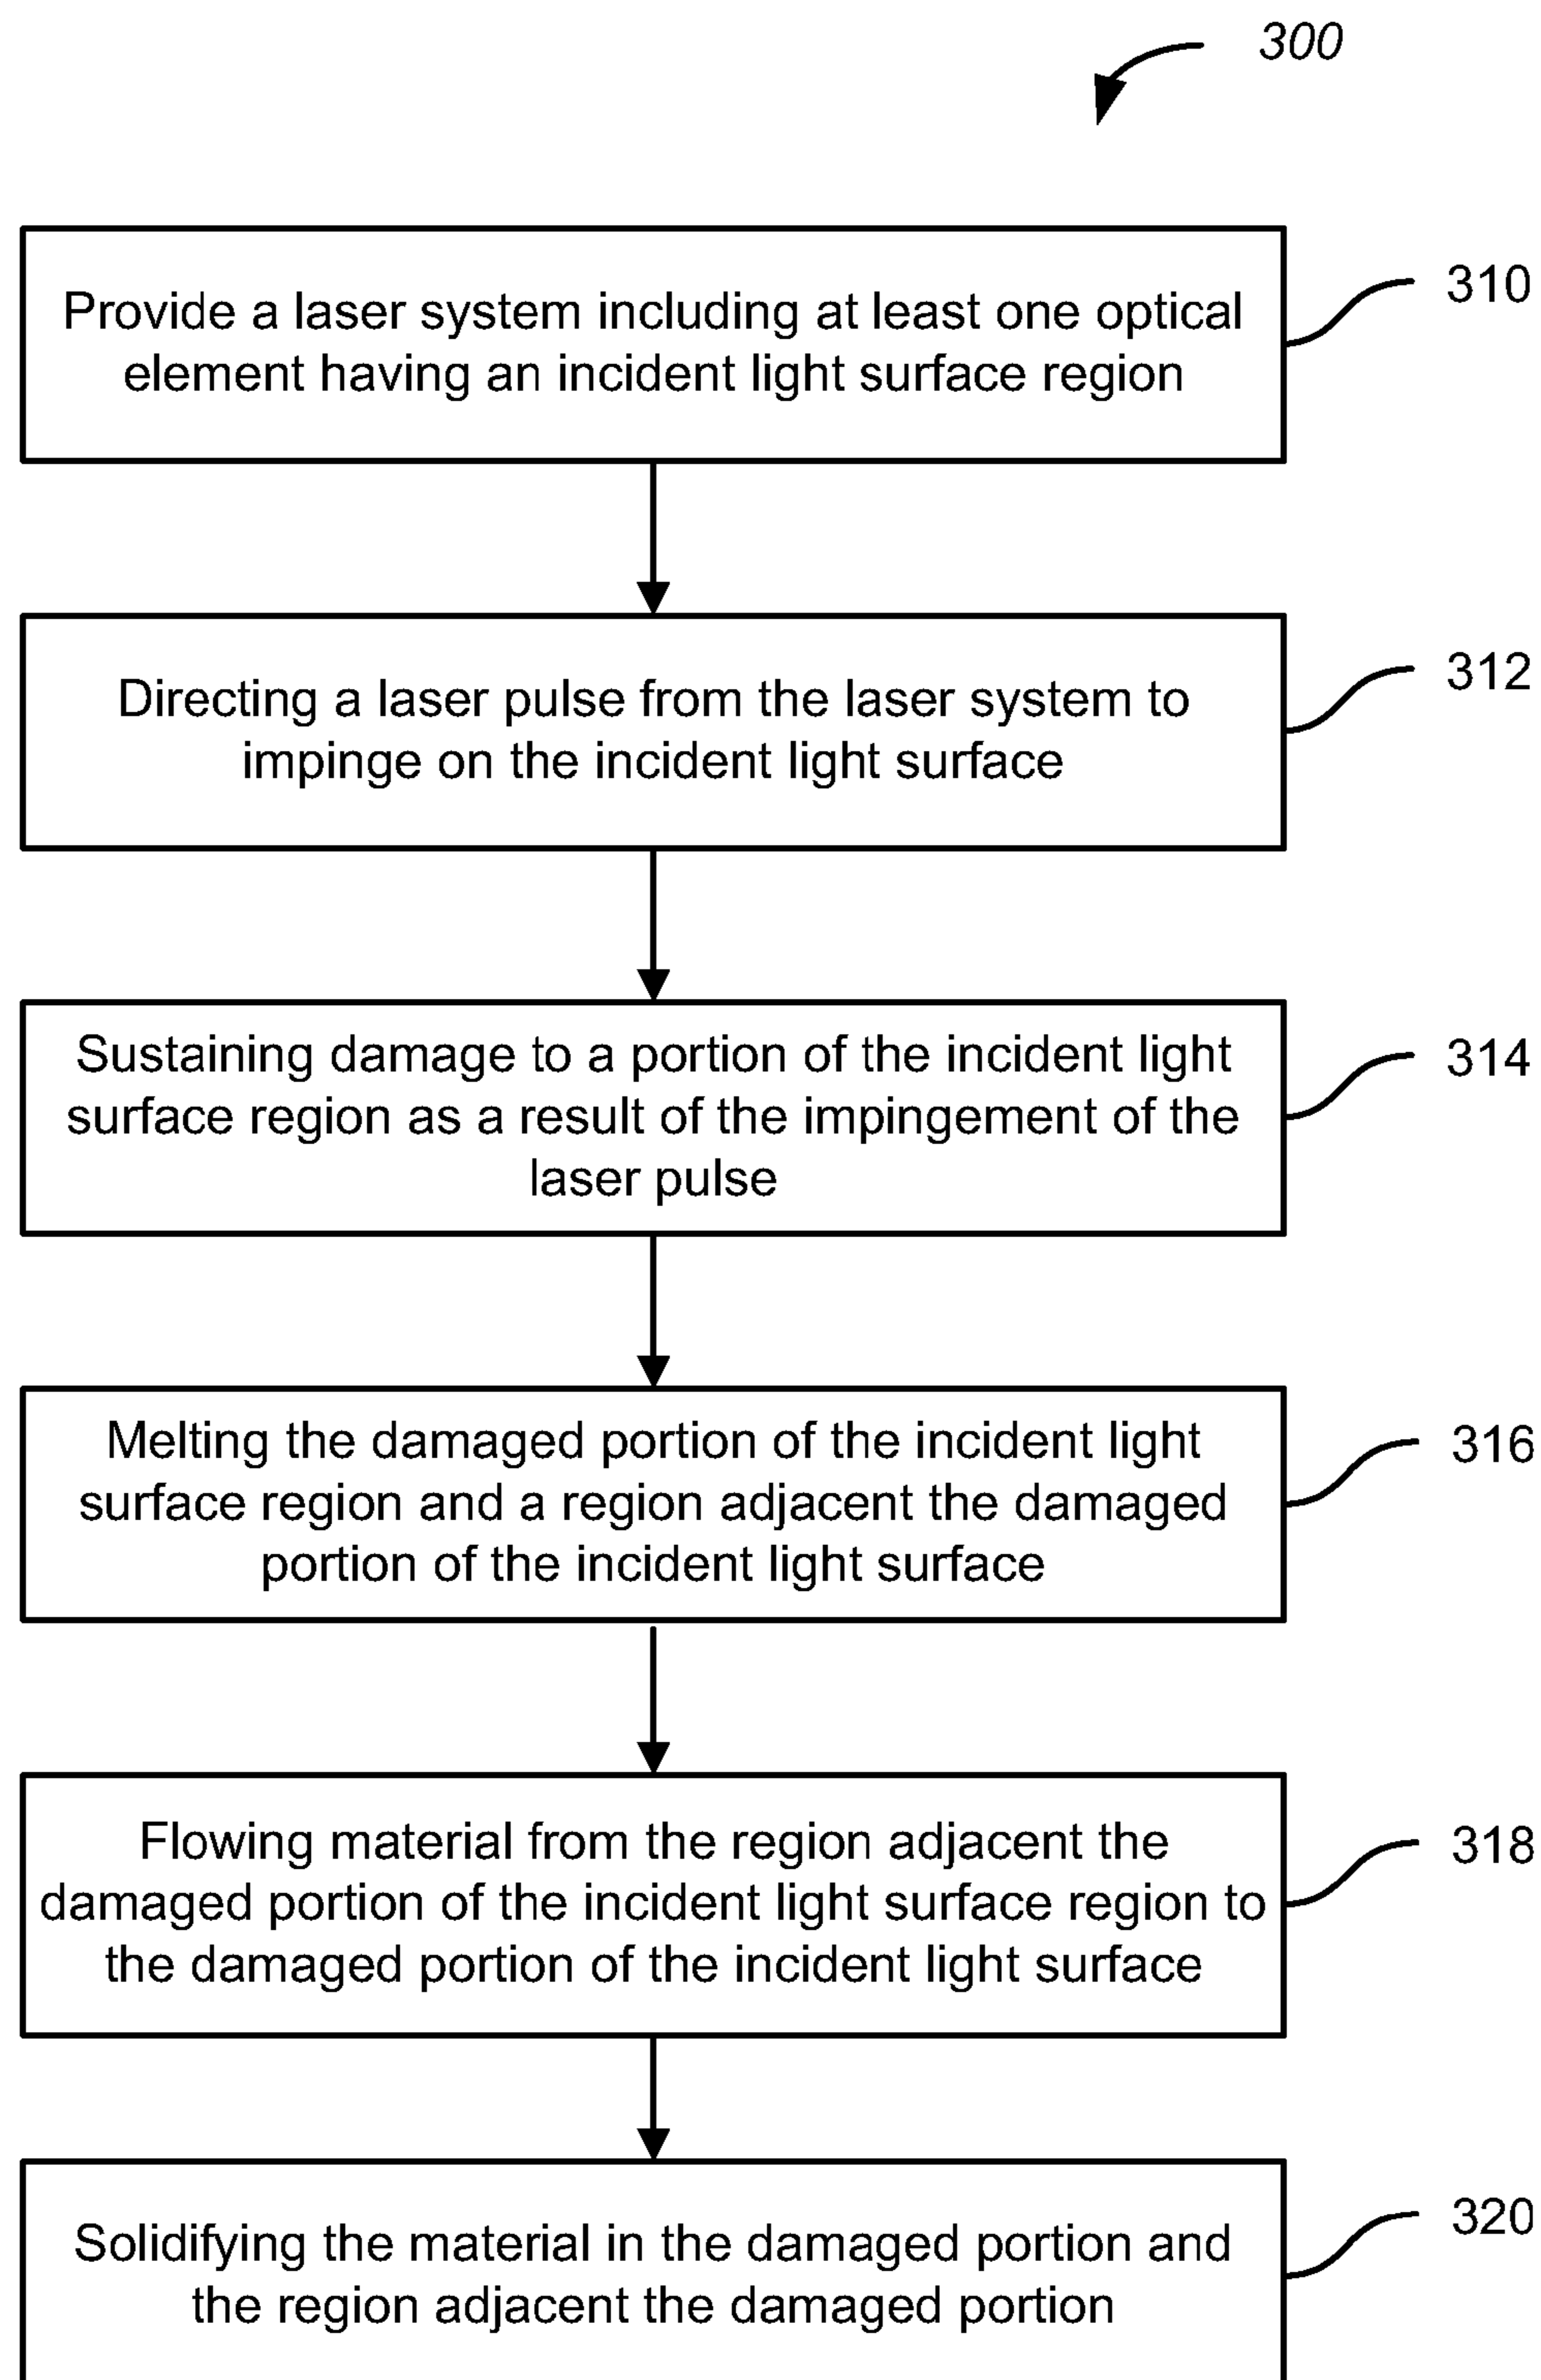 300
Provide a laser system including at least one optical
element having an incident light surface region
310
Directing a laser pulse from the laser system to
impinge on the incident light surface
312
Sustaining damage to a portion of the incident light
surface region as a result of the impingement of the
laser pulse
314
Melting the damaged portion of the incident light
surface region and a region adjacent the damaged
portion of the incident light surface
316
Flowing material from the region adjacent the
damaged portion of the incident light surface region to
the damaged portion of the incident light surface
318
Solidifying the material in the damaged portion and
the region adjacent the damaged portion
320